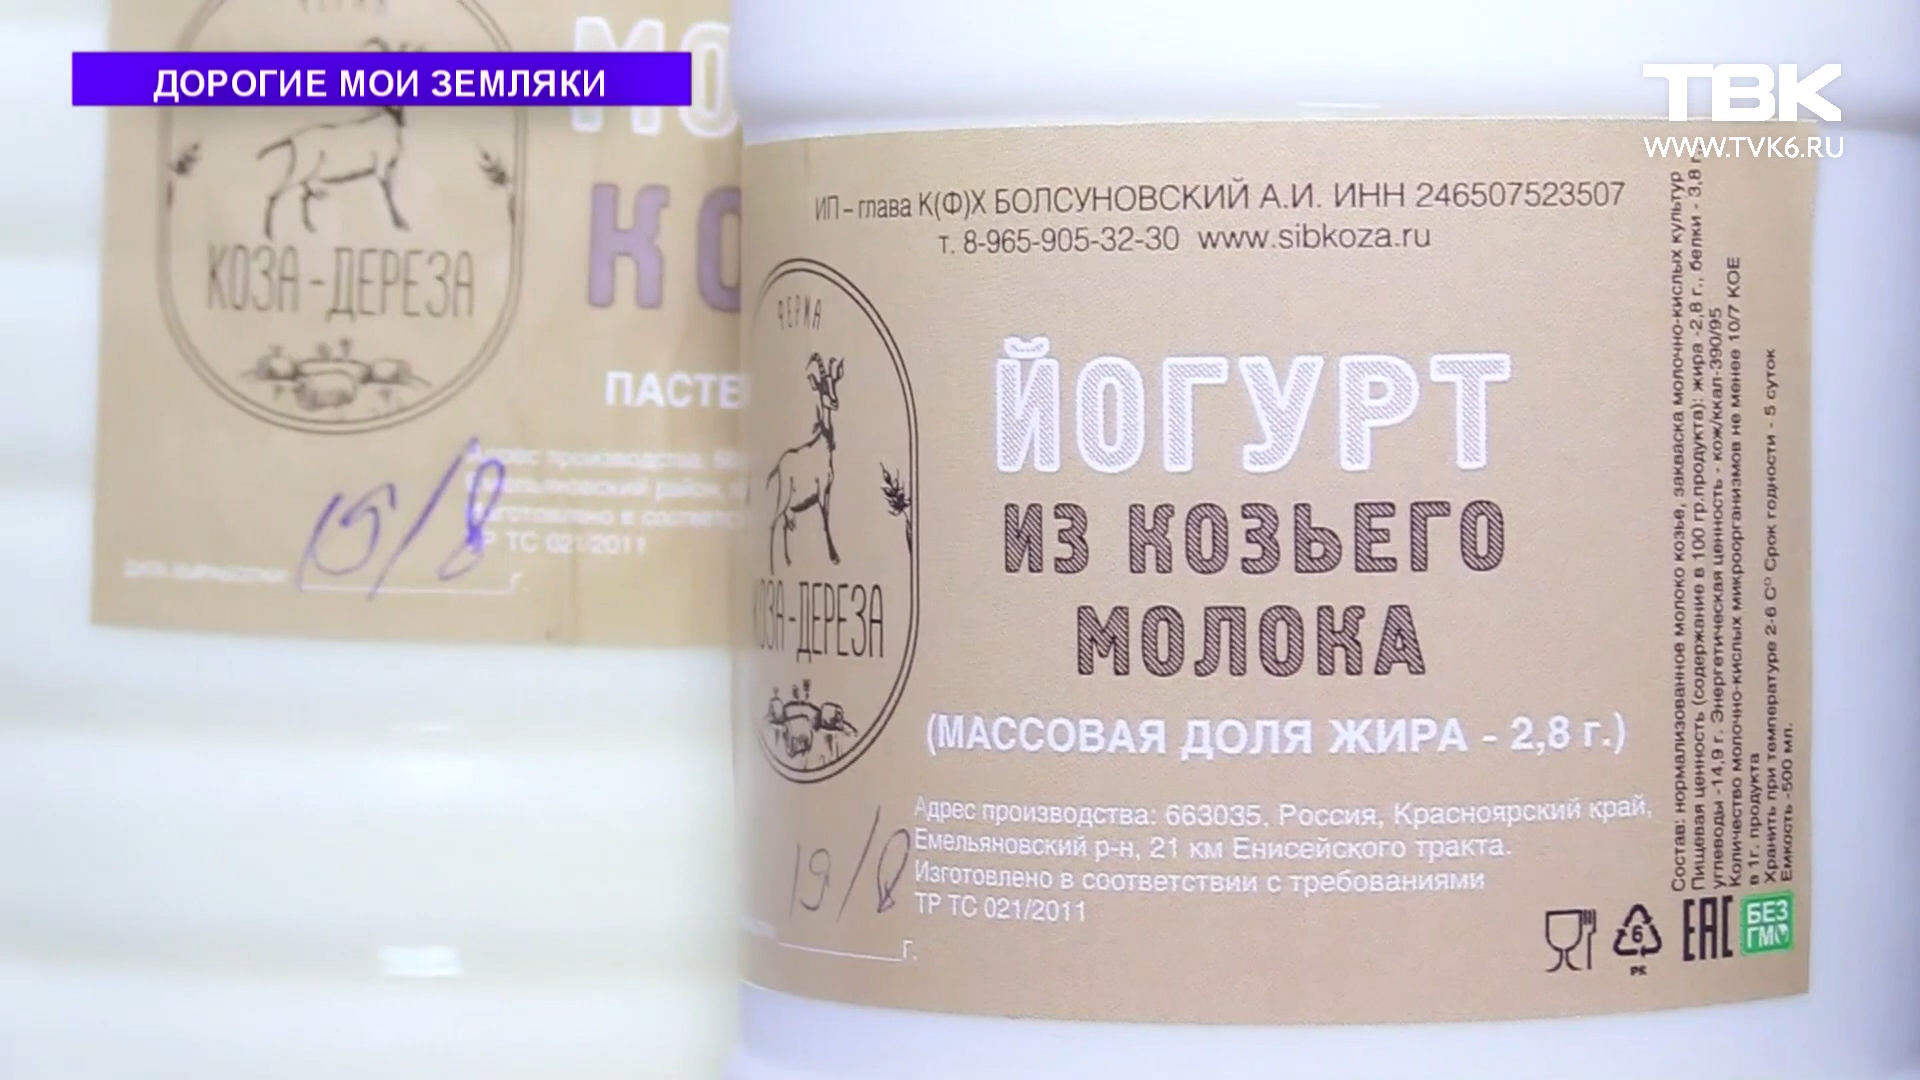 ДОРОГИЕ МОИ ЗЕМЛЯКИ
ТВК
WWW.TVK6.RU
МО
КО
КОЗА-ДЕРЕЗА
ПАСТЕ
15/8
ТР ТС 021/2011
г.
ИП – глава К(Ф)Х БОЛСУНОВСКИЙ А.И. ИНН 246507523507
т. 8-965-905-32-30 www.sibkoza.ru
ФЕРМА
КОЗА-ДЕРЕЗА
ЙОГУРТ
ИЗ КОЗЬЕГО
МОЛОКА
(МАССОВАЯ ДОЛЯ ЖИРА - 2,8 г.)
Адрес производства: 663035, Россия, Красноярский край,
Емельяновский р-н, 21 км Енисейского тракта.
Изготовлено в соответствии с требованиями
ТР ТС 021/2011
19/8
г.
Состав: нормализованное молоко козье, закваска молочно-кислых культур
Пищевая ценность (содержание в 100 гр.продукта): жира -2,8 г., белки - 3,8 г.,
углеводы -14,9 г. Энергетическая ценность - кож/ккал-390/95
Количество молочно-кислых микроорганизмов не менее 10/7 КОЕ
в 1г. продукта
Хранить при температуре 2-6 С° Срок годности - 5 суток
Емкость -500 мл.
6
PS
EAC
БЕЗ
ГМО